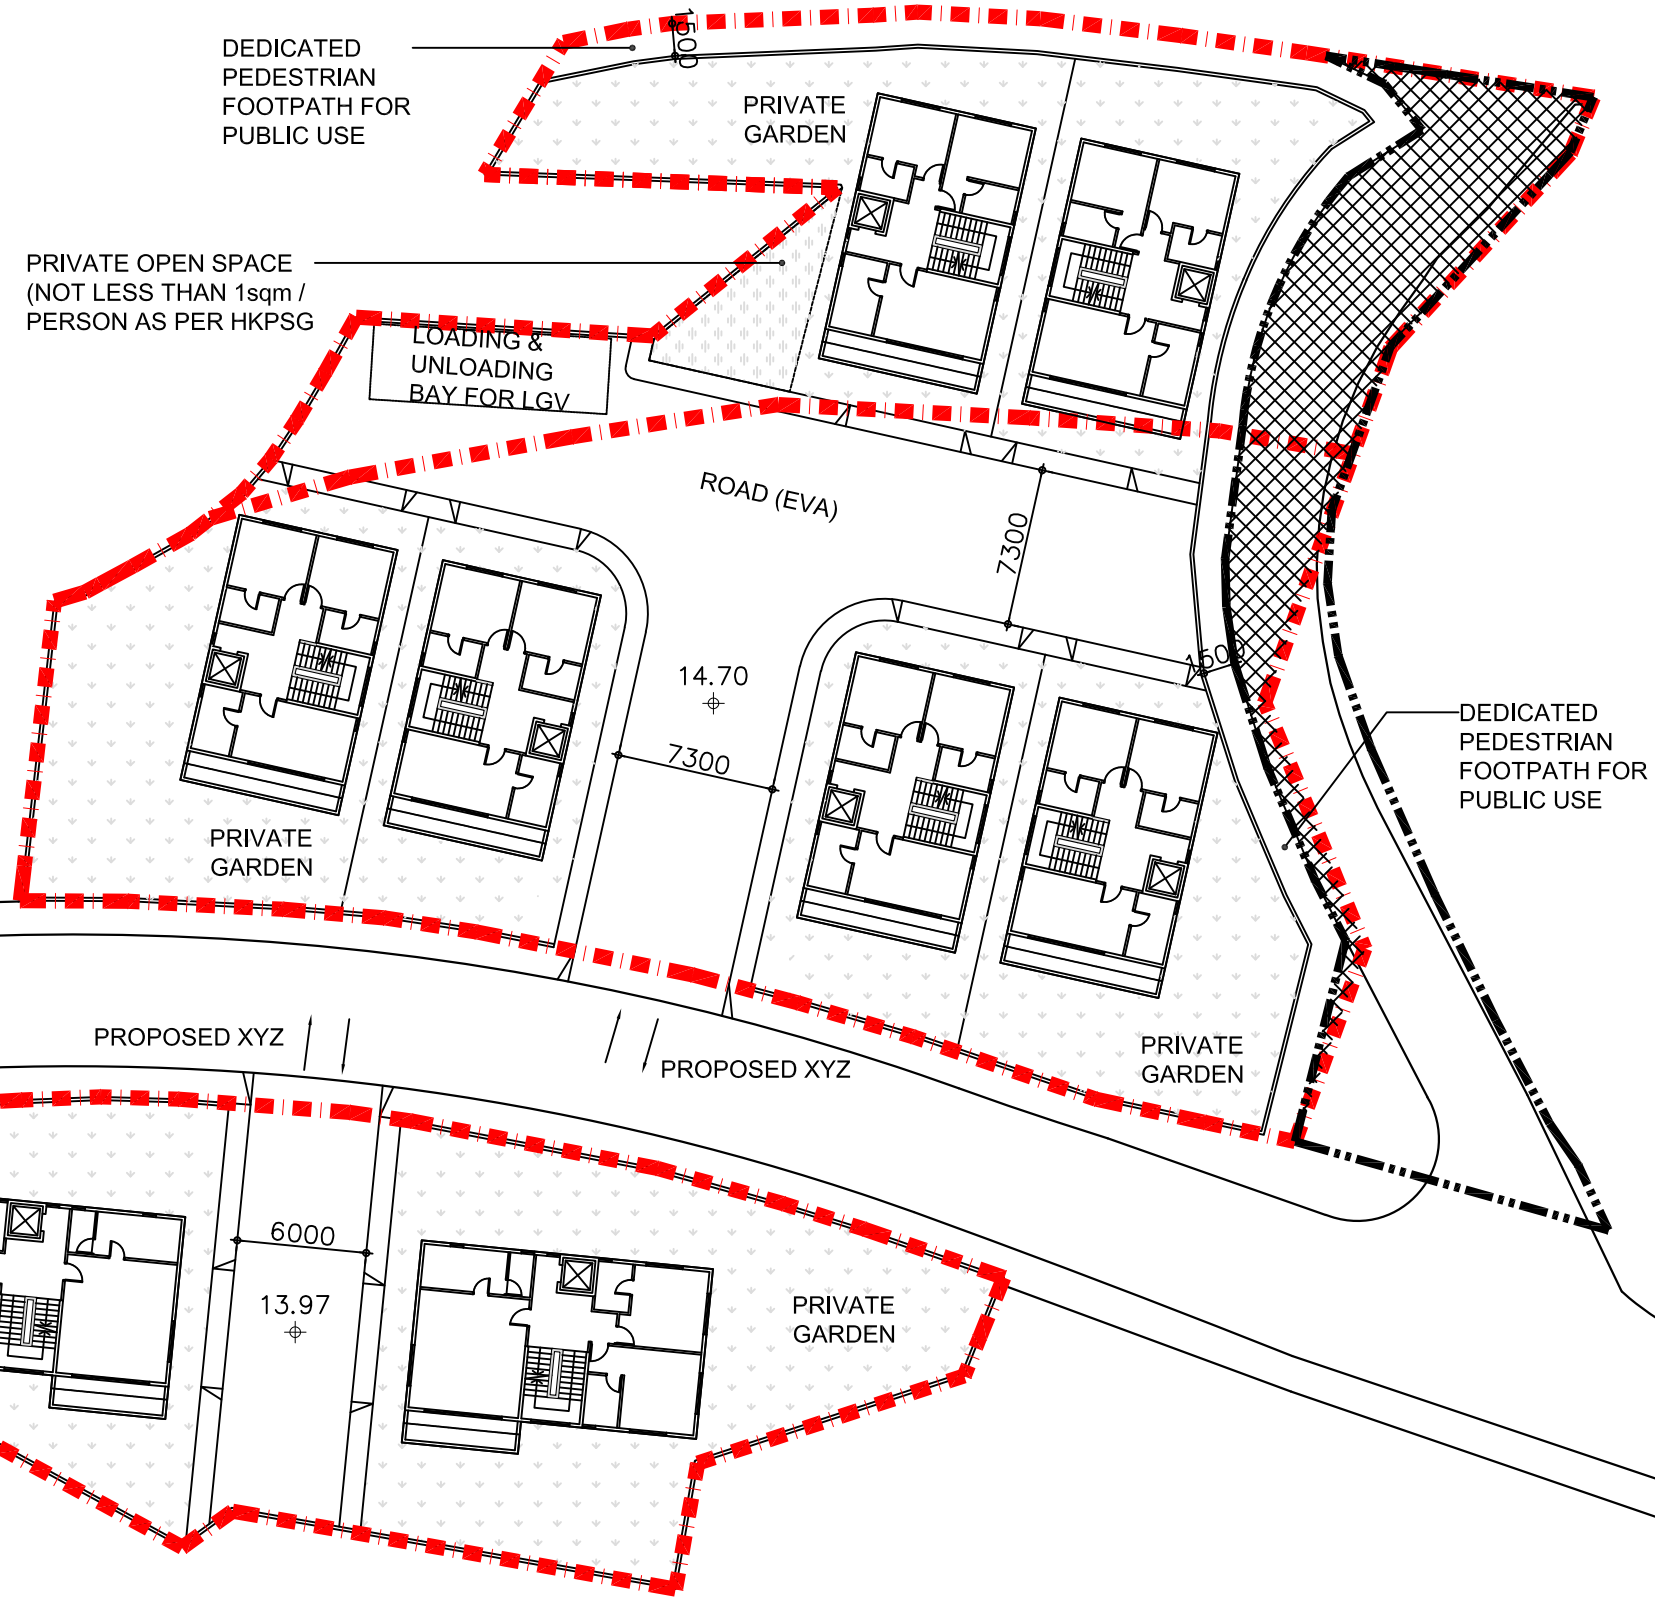 1500
DEDICATED
PEDESTRIAN
FOOTPATH FOR
PUBLIC USE
PRIVATE
GARDEN
PRIVATE OPEN SPACE
(NOT LESS THAN 1sqm /
PERSON AS PER HKPSG
LOADING &
UNLOADING
BAY FOR LGV
ROAD (EVA)
7300
1500
14.70
7300
DEDICATED
PEDESTRIAN
FOOTPATH FOR
PUBLIC USE
PRIVATE
GARDEN
PROPOSED XYZ
PROPOSED XYZ
PRIVATE
GARDEN
6000
13.97
PRIVATE
GARDEN